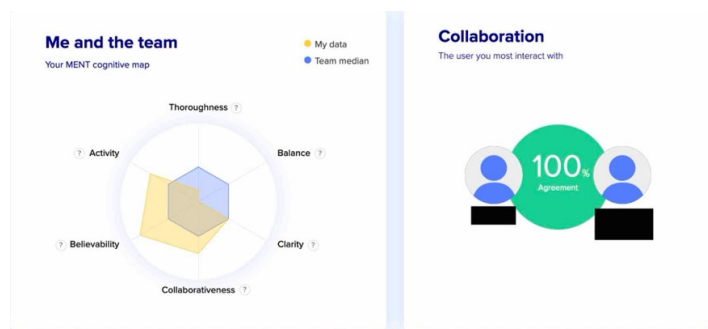 Me and the team
Your MENT cognitive map
My data
Team median
Thoroughness ?
? Activity
Balance ?
? Believability
Clarity ?
Collaborativeness ?
Collaboration
The user you most interact with
100%
Agreement